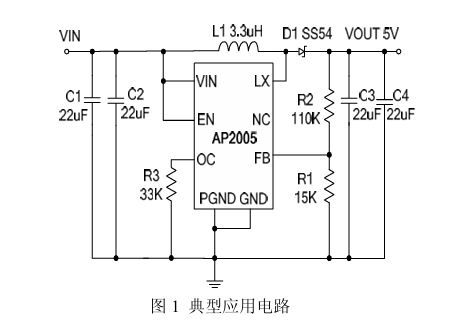 VIN
L1 3.3uH
D1 SS54
VOUT 5V
VIN
LX
C1
22uF
C2
22uF
R2
110K
C3
22uF
C4
22uF
EN
NC
AP2005
OC
FB
R3
33K
R1
15K
PGND GND
图 1 典型应用电路